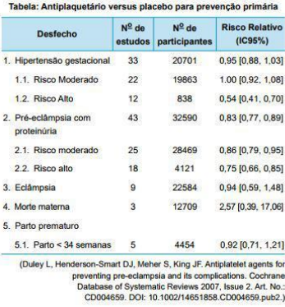 Tabela: Antiplaquetário versus placebo para prevenção primária
Desfecho Nº de estudos Nº de participantes Risco Relativo (IC95%)
1. Hipertensão gestacional 33 20701 0,95 [0,88, 1,03]
1.1. Risco Moderado 22 19863 1.00 [0,92, 1,08]
1.2. Risco Alto 12 838 0,54 [0,41, 0,70]
2. Pré-eclâmpsia com proteinúria 43 32590 0,83 [0,77, 0,89]
2.1. Risco moderado 25 28469 0,86 [0,79, 0,95]
2.2. Risco alto 18 4121 0,75 [0,66, 0,85]
3. Eclâmpsia 9 22584 0,94 [0,59, 1,48]
4. Morte materna 3 12709 2,57 [0,39, 17,06]
5. Parto prematuro
5.1. Parto < 34 semanas 5 4454 0,92 [0,71, 1,21]
(Duley L, Henderson-Smart DJ, Meher S, King JF. Antiplatelet agents for
preventing pre-eclampsia and its complications. Cochrane
Database of Systematic Reviews 2007, Issue 2. Art. No.:
CD004659. DOI: 10.1002/14651858.CD004659.pub2.)